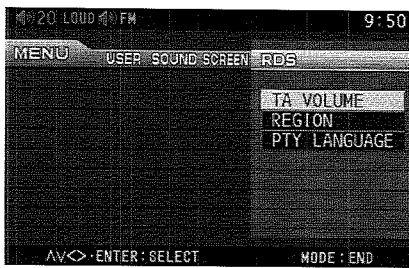 20 LOUD FM 9:50
MENU USER SOUND SCREEN RDS
TA VOLUME
REGION
PTY LANGUAGE
∧∨<>·ENTER:SELECT MODE:END